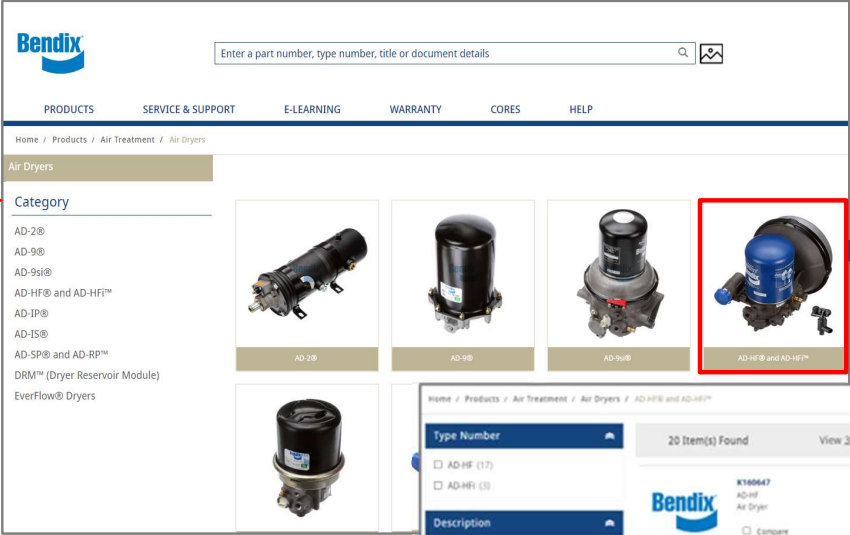 Bendix
Enter a part number, type number, title or document details
PRODUCTS SERVICE & SUPPORT E-LEARNING WARRANTY CORES HELP
Home / Products / Air Treatment / Air Dryers
Air Dryers
Category
AD-2®
AD-9®
AD-9si®
AD-HF® and AD-HFi™
AD-IP®
AD-IS®
AD-SP® and AD-RP™
DRM™ (Dryer Reservoir Module)
EverFlow® Dryers
AD-2®
AD-9®
AD-9si®
AD-HF® and AD-HFi™
Home / Products / Air Treatment / Air Dryers / AD-HF® and AD-HFi™
Type Number
AD-HF (17)
AD-HFi (3)
Description
20 Item(s) Found View 3
Bendix
K160647
AD-HF
Air Dryer
Compare